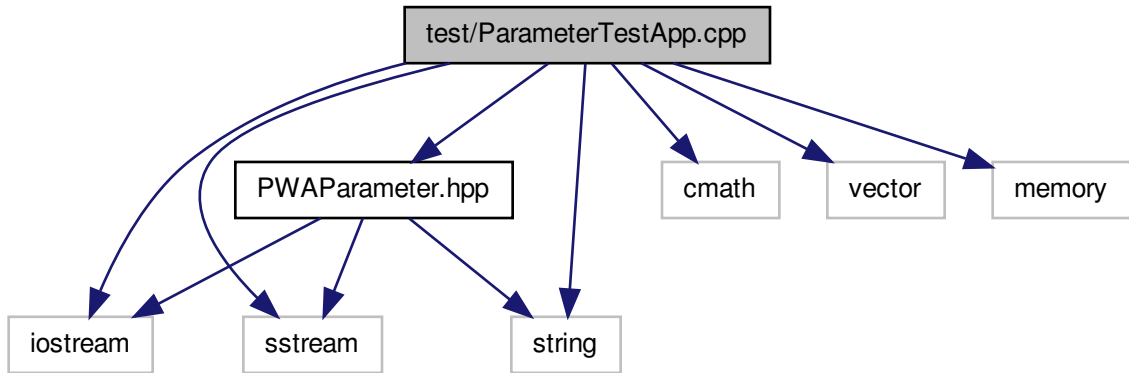 test/ParameterTestApp.cpp
PWAParameter.hpp
cmath
vector
memory
iostream
sstream
string